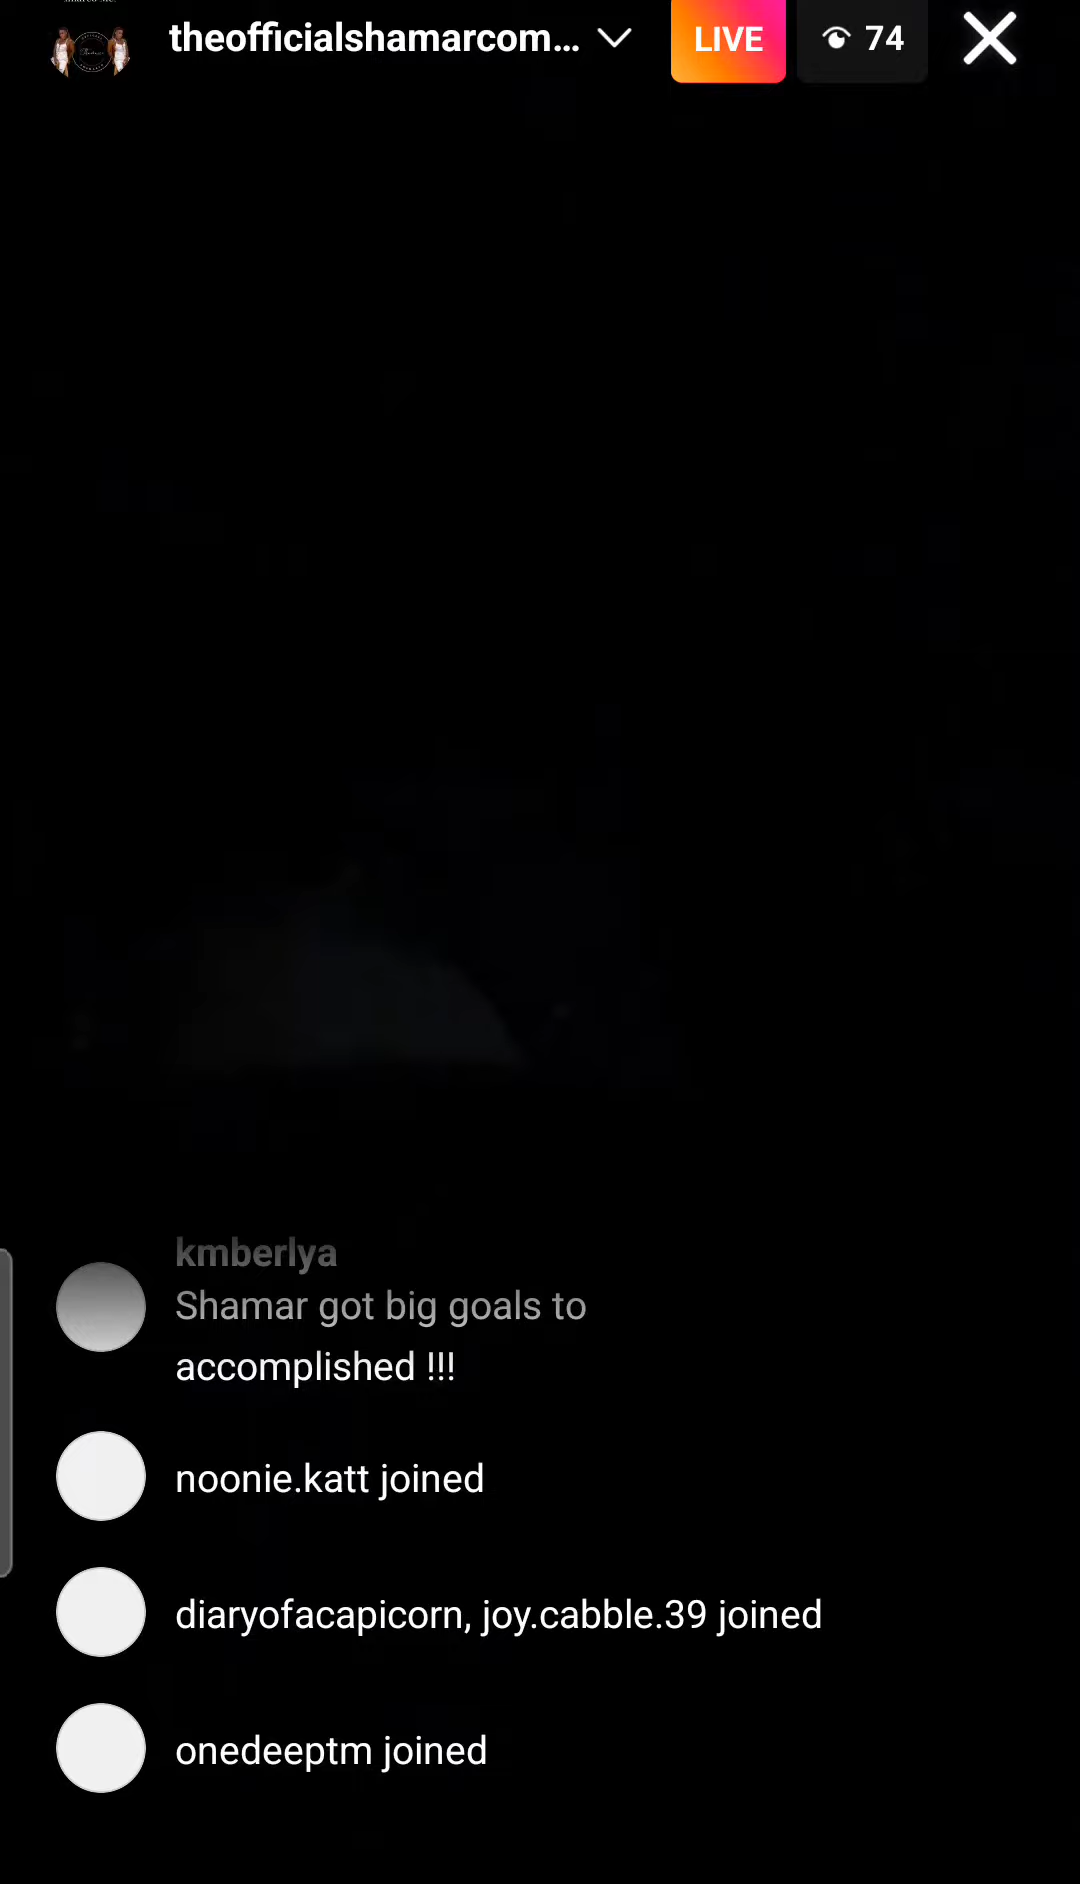 theofficialshamarcom...
LIVE
74
kmberlya
Shamar got big goals to
accomplished !!!
noonie.katt joined
diaryofacapicorn, joy.cabble.39 joined
onedeeptm joined